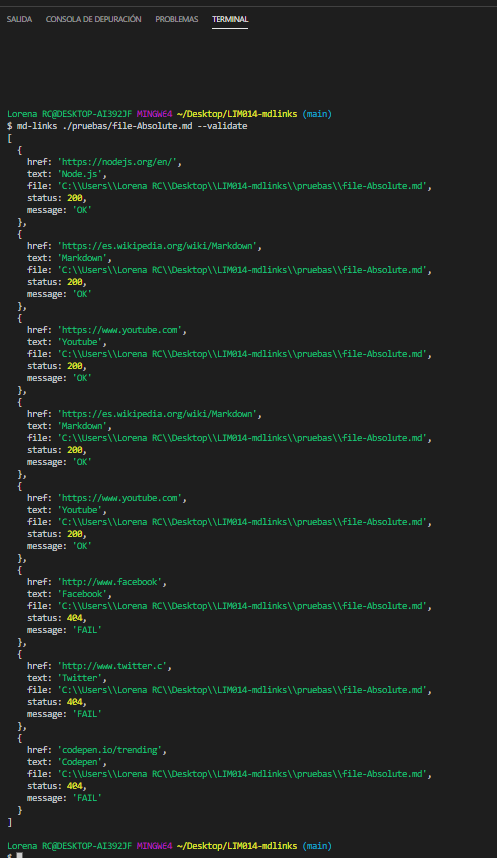 SALIDA CONSOLA DE DEPURACIÓN PROBLEMAS TERMINAL
Lorena RC@DESKTOP-AI392JF MINGW64 ~/Desktop/LIM014-mdlinks (main)
$ md-links ./pruebas/file-Absolute.md --validate
[
  {
    href: 'https://nodejs.org/en/',
    text: 'Node.js',
    file: 'C:\\Users\\Lorena RC\\Desktop\\LIM014-mdlinks\\pruebas\\file-Absolute.md',
    status: 200,
    message: 'OK'
  },
  {
    href: 'https://es.wikipedia.org/wiki/Markdown',
    text: 'Markdown',
    file: 'C:\\Users\\Lorena RC\\Desktop\\LIM014-mdlinks\\pruebas\\file-Absolute.md',
    status: 200,
    message: 'OK'
  },
  {
    href: 'https://www.youtube.com',
    text: 'Youtube',
    file: 'C:\\Users\\Lorena RC\\Desktop\\LIM014-mdlinks\\pruebas\\file-Absolute.md',
    status: 200,
    message: 'OK'
  },
  {
    href: 'https://es.wikipedia.org/wiki/Markdown',
    text: 'Markdown',
    file: 'C:\\Users\\Lorena RC\\Desktop\\LIM014-mdlinks\\pruebas\\file-Absolute.md',
    status: 200,
    message: 'OK'
  },
  {
    href: 'https://www.youtube.com',
    text: 'Youtube',
    file: 'C:\\Users\\Lorena RC\\Desktop\\LIM014-mdlinks\\pruebas\\file-Absolute.md',
    status: 200,
    message: 'OK'
  },
  {
    href: 'http://www.facebook',
    text: 'Facebook',
    file: 'C:\\Users\\Lorena RC\\Desktop\\LIM014-mdlinks\\pruebas\\file-Absolute.md',
    status: 404,
    message: 'FAIL'
  },
  {
    href: 'http://www.twitter.c',
    text: 'Twitter',
    file: 'C:\\Users\\Lorena RC\\Desktop\\LIM014-mdlinks\\pruebas\\file-Absolute.md',
    status: 404,
    message: 'FAIL'
  },
  {
    href: 'codepen.io/trending',
    text: 'Codepen',
    file: 'C:\\Users\\Lorena RC\\Desktop\\LIM014-mdlinks\\pruebas\\file-Absolute.md',
    status: 404,
    message: 'FAIL'
  }
]
Lorena RC@DESKTOP-AI392JF MINGW64 ~/Desktop/LIM014-mdlinks (main)
$